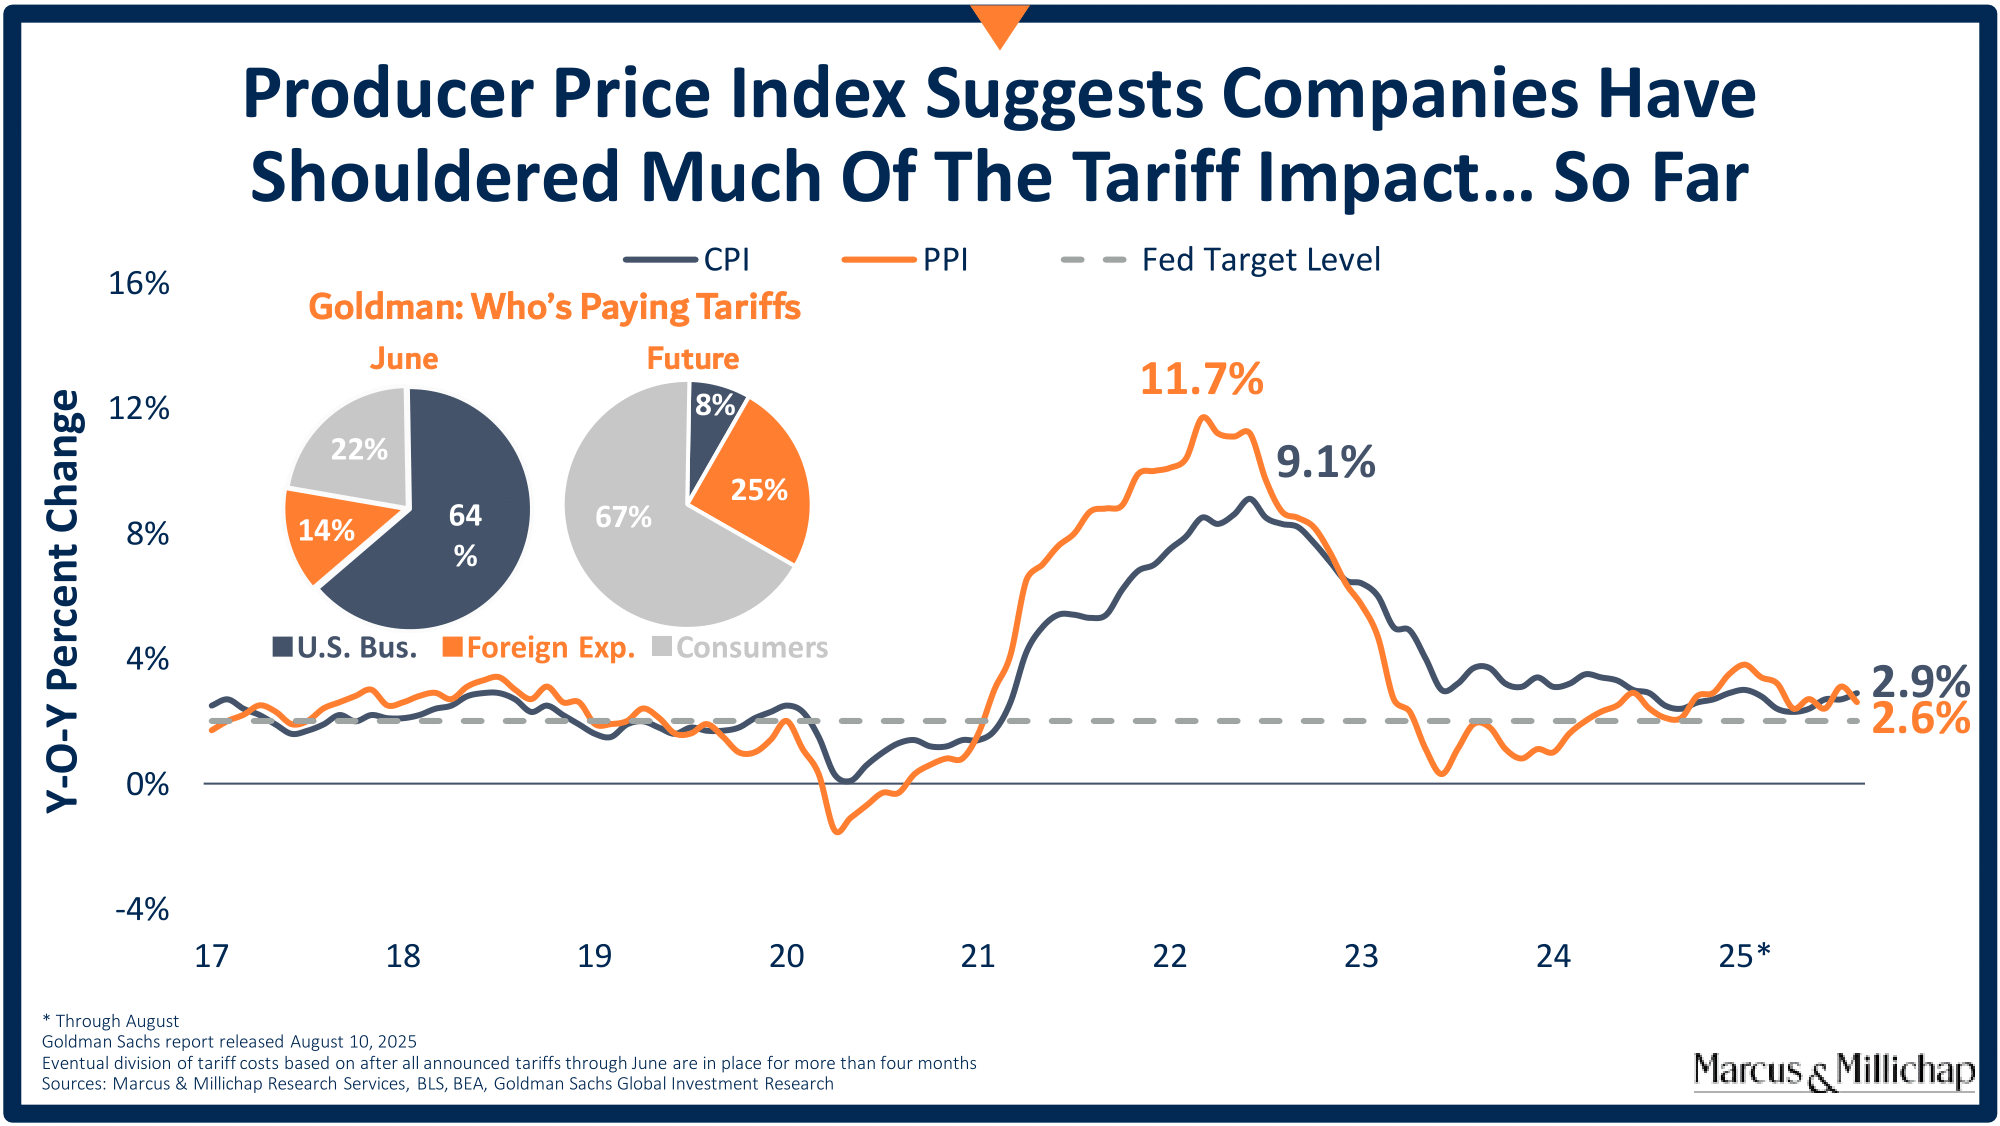 Producer Price Index Suggests Companies Have
Shouldered Much Of The Tariff Impact... So Far
CPI
PPI
Fed Target Level
Y-O-Y Percent Change
16%
12%
8%
4%
0%
-4%
Goldman: Who's Paying Tariffs
June
Future
22%
14%
64
%
8%
25%
67%
U.S. Bus.
Foreign Exp.
Consumers
11.7%
9.1%
2.9%
2.6%
17
18
19
20
21
22
23
24
25*
* Through August
Goldman Sachs report released August 10, 2025
Eventual division of tariff costs based on after all announced tariffs through June are in place for more than four months
Sources: Marcus & Millichap Research Services, BLS, BEA, Goldman Sachs Global Investment Research
Marcus & Millichap